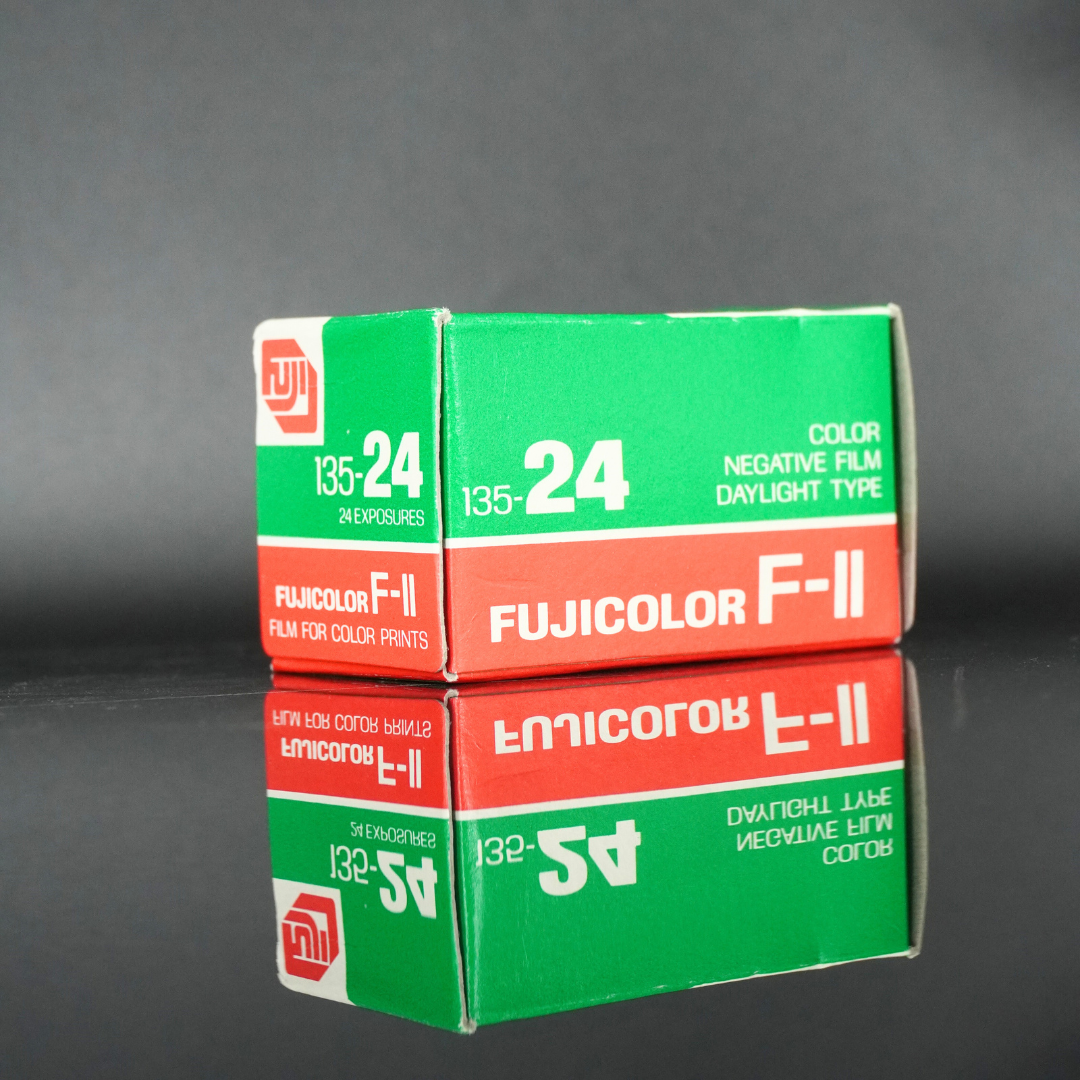 FUJI
135-24
24 EXPOSURES
FUJICOLOR F-II
FILM FOR COLOR PRINTS
135-24
COLOR
NEGATIVE FILM
DAYLIGHT TYPE
FUJICOLOR F-II